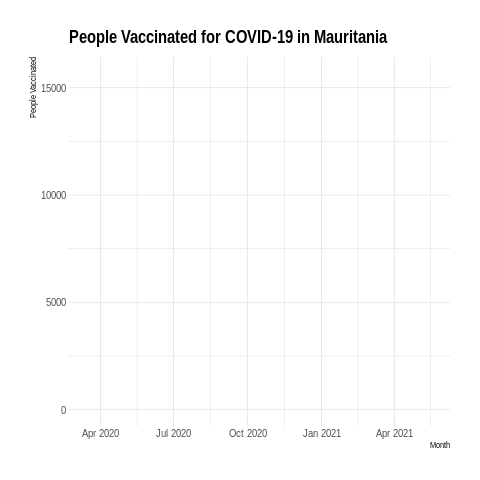 People Vaccinated for COVID-19 in Mauritania
People Vaccinated
15000
10000
5000
0
Apr 2020 Jul 2020 Oct 2020 Jan 2021 Apr 2021
Month